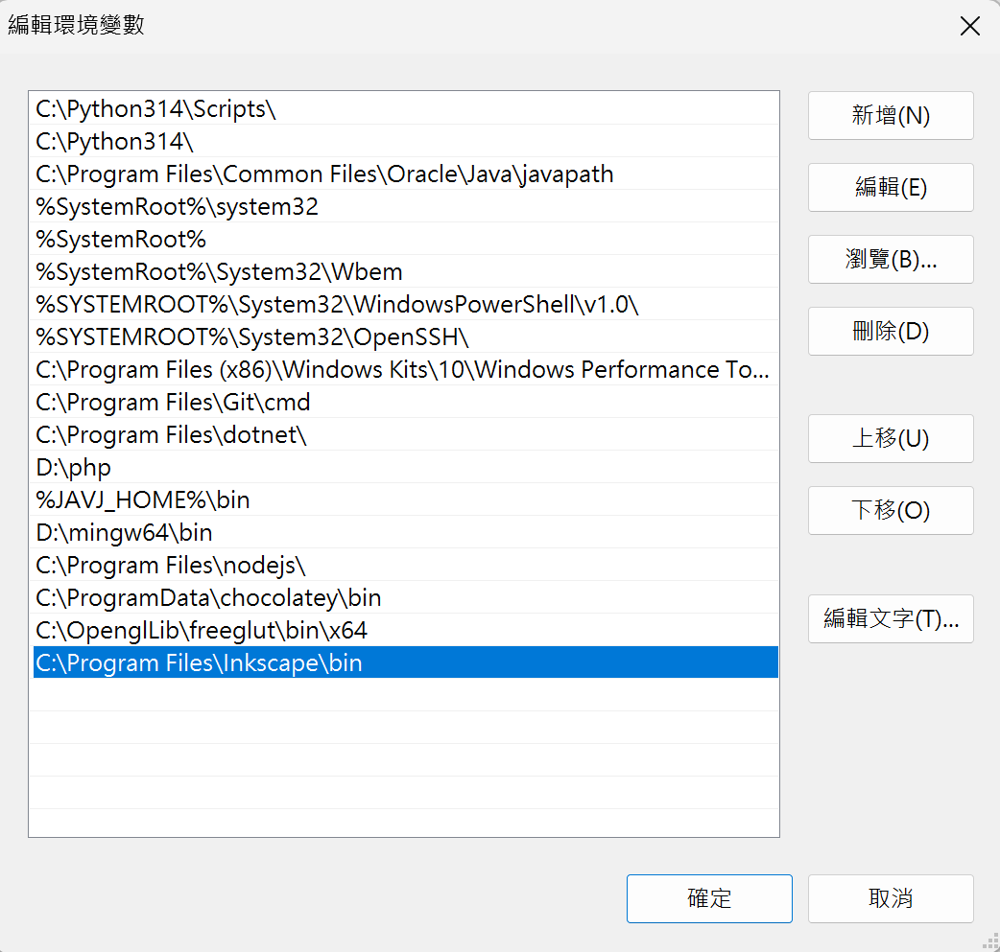 編輯環境變數
C:\Python314\Scripts\
C:\Python314\
C:\Program Files\Common Files\Oracle\Java\javapath
%SystemRoot%\system32
%SystemRoot%
%SystemRoot%\System32\Wbem
%SYSTEMROOT%\System32\WindowsPowerShell\v1.0\
%SYSTEMROOT%\System32\OpenSSH\
C:\Program Files (x86)\Windows Kits\10\Windows Performance To...
C:\Program Files\Git\cmd
C:\Program Files\dotnet\
D:\php
%JAVJ_HOME%\bin
D:\mingw64\bin
C:\Program Files\nodejs\
C:\ProgramData\chocolatey\bin
C:\OpenglLib\freeglut\bin\x64
C:\Program Files\Inkscape\bin
新增(N)
編輯(E)
瀏覽(B)...
刪除(D)
上移(U)
下移(O)
編輯文字(T)...
確定
取消